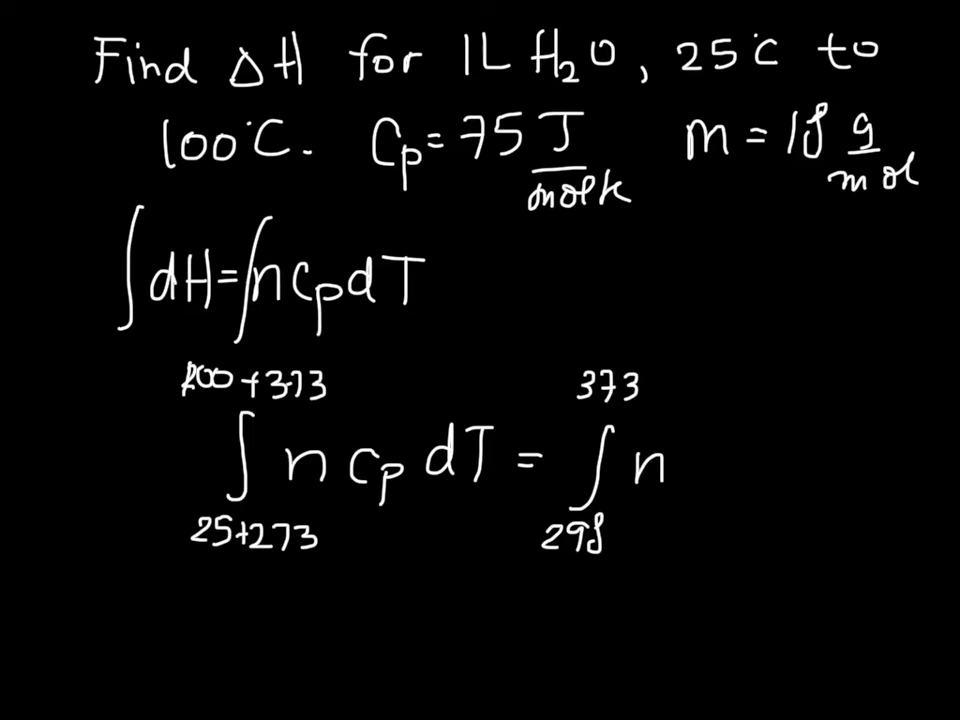 Find ΔH for 1L H₂O, 25°C to
100°C. Cp = 75 J/molK m = 18 g/mol
∫dH = ∫nCpdT
100+373 373
∫ n Cp dT = ∫ n
25+273 298